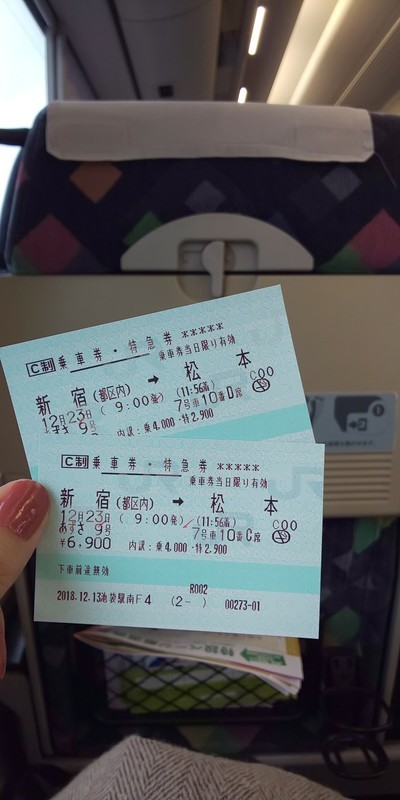 C制 乗車券・特急券 *****
乗車券当日限り有効
新宿(都区内) → 松本
12月23日 (9:00発) (11:56着) C00
あずさ 9号 7号車10番D席
内訳:乗4,000・特2,900
C制 乗車券・特急券 *****
乗車券当日限り有効
新宿(都区内) → 松本
12月23日 (9:00発) (11:56着) C00
あずさ 9号 7号車10番C席
¥6,900 内訳:乗4,000・特2,900
下車前途無効
R002
2018.12.13池袋駅南F4 (2- ) 00273-01